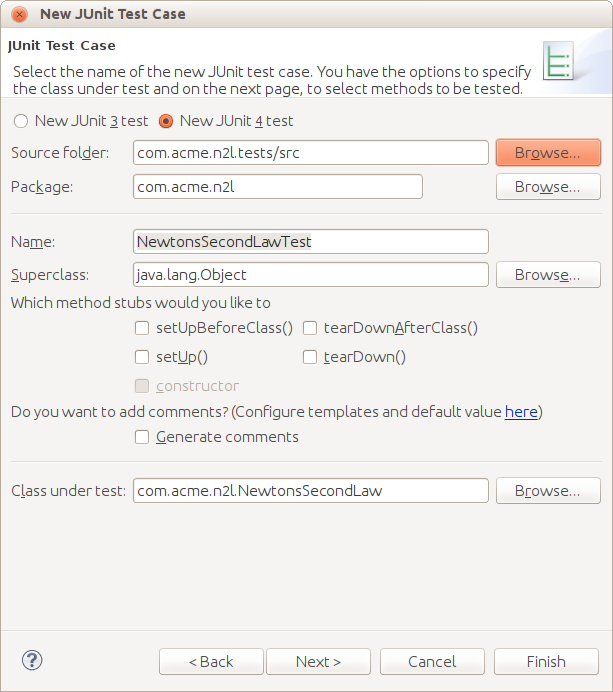 New JUnit Test Case
JUnit Test Case
Select the name of the new JUnit test case. You have the options to specify
the class under test and on the next page, to select methods to be tested.
New JUnit 3 test New JUnit 4 test
Source folder: com.acme.n2l.tests/src Browse...
Package: com.acme.n2l Browse...
Name: NewtonsSecondLawTest
Superclass: java.lang.Object Browse...
Which method stubs would you like to
setUpBeforeClass() tearDownAfterClass()
setUp() tearDown()
constructor
Do you want to add comments? (Configure templates and default value here)
Generate comments
Class under test: com.acme.n2l.NewtonsSecondLaw Browse...
? < Back Next > Cancel Finish